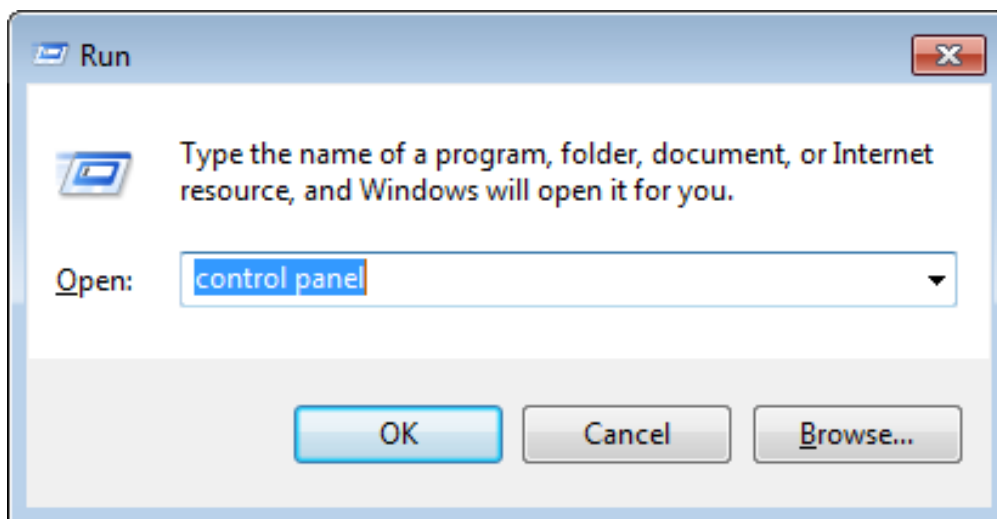 Run
Type the name of a program, folder, document, or Internet
resource, and Windows will open it for you.
Open: control panel
OK Cancel Browse...